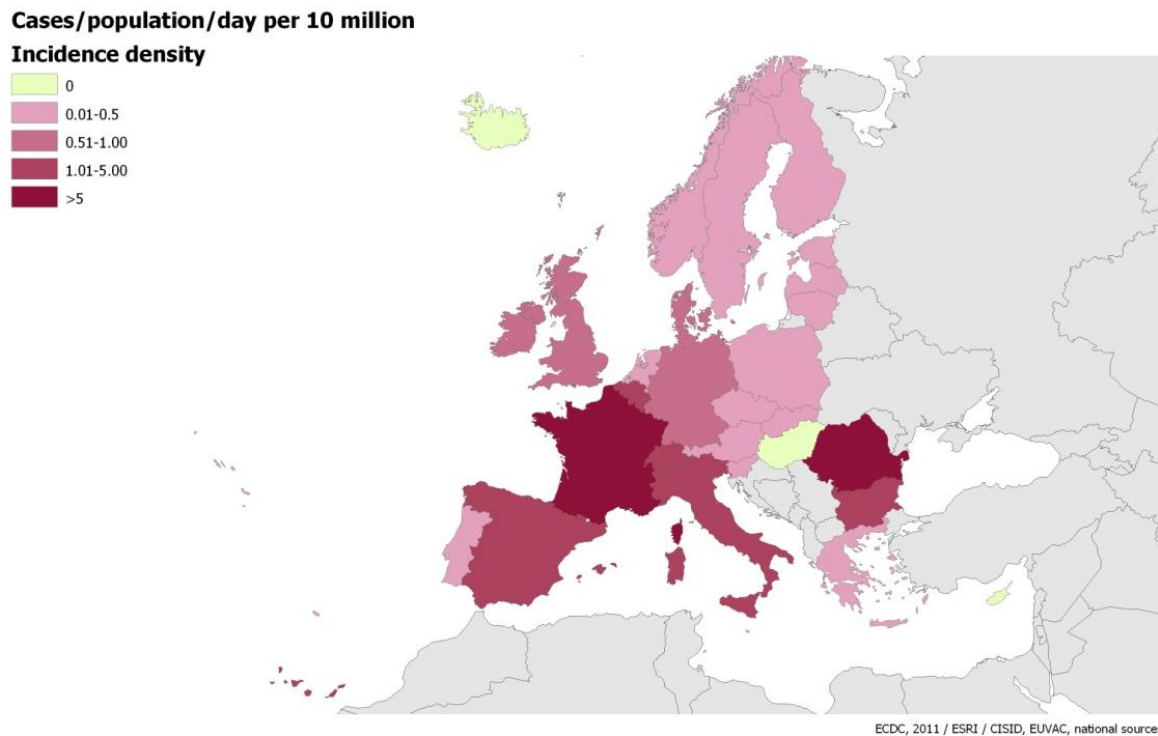 Cases/population/day per 10 million
Incidence density
0
0.01-0.5
0.51-1.00
1.01-5.00
>5
ECDC, 2011 / ESRI / CISID, EUVAC, national sources